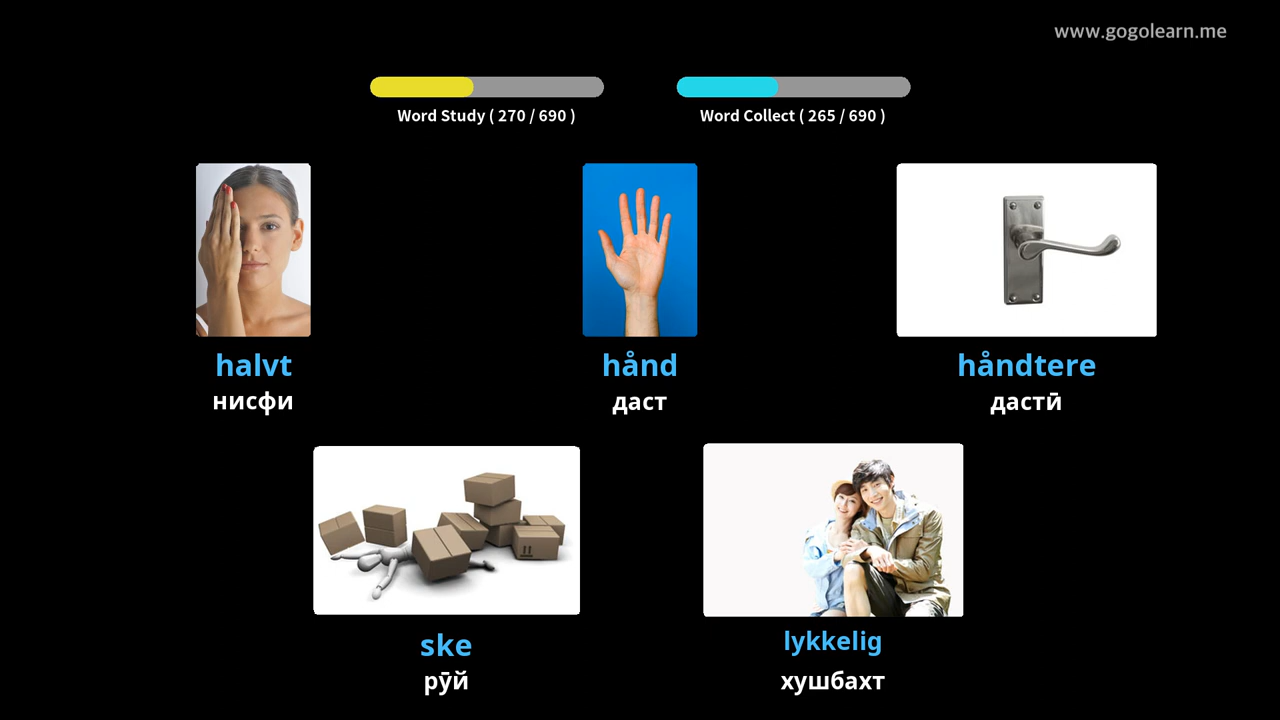 www.gogolearn.me
Word Study ( 270 / 690 )
Word Collect ( 265 / 690 )
halvt
нисфи
hånd
даст
håndtere
дастӣ
ske
рӯй
lykkelig
хушбахт